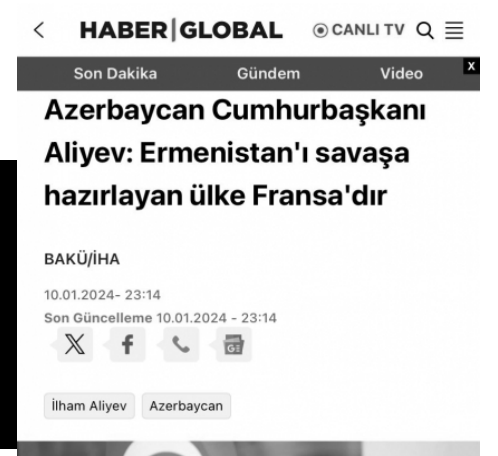 HABER|GLOBAL CANLI TV
Son Dakika Gündem Video X
Azerbaycan Cumhurbaşkanı
Aliyev: Ermenistan'ı savaşa
hazırlayan ülke Fransa'dır
BAKÜ/İHA
10.01.2024- 23:14
Son Güncelleme 10.01.2024 - 23:14
X f GE
İlham Aliyev Azerbaycan